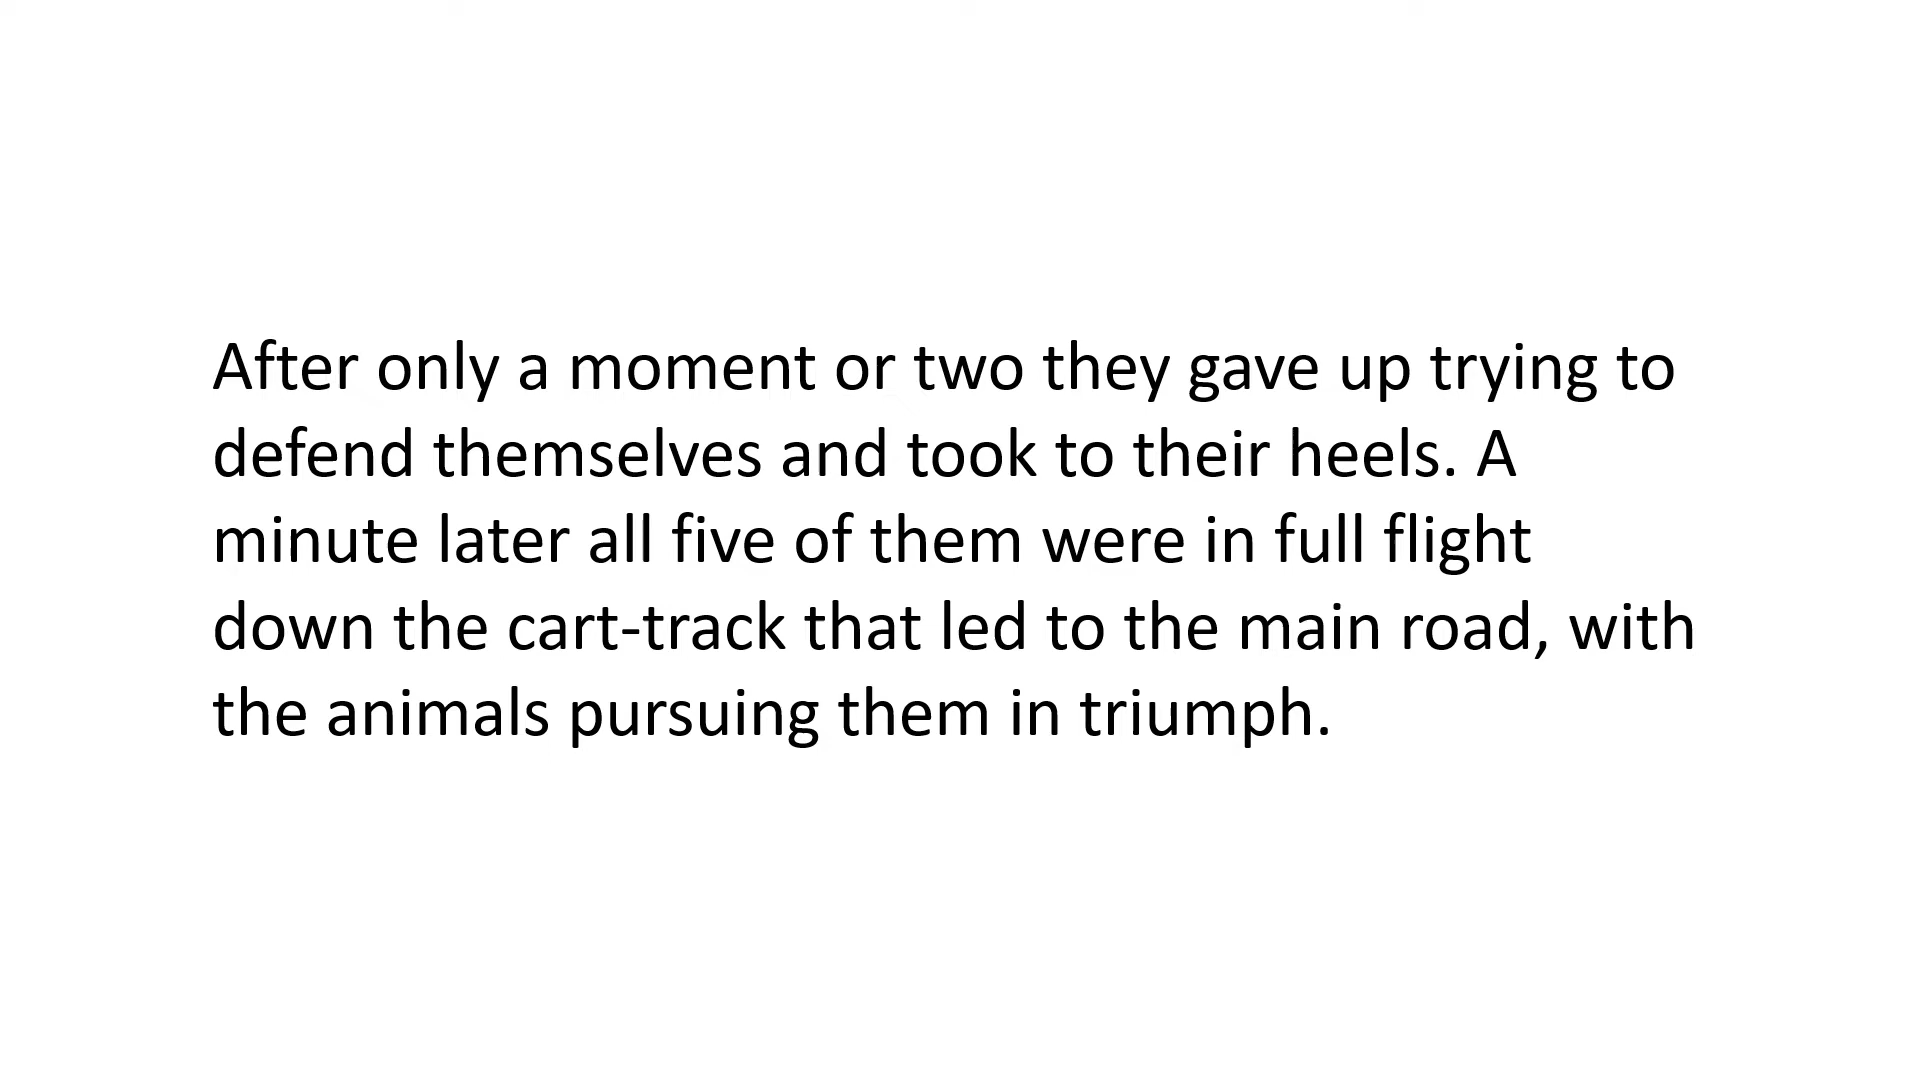 After only a moment or two they gave up trying to
defend themselves and took to their heels. A
minute later all five of them were in full flight
down the cart-track that led to the main road, with
the animals pursuing them in triumph.